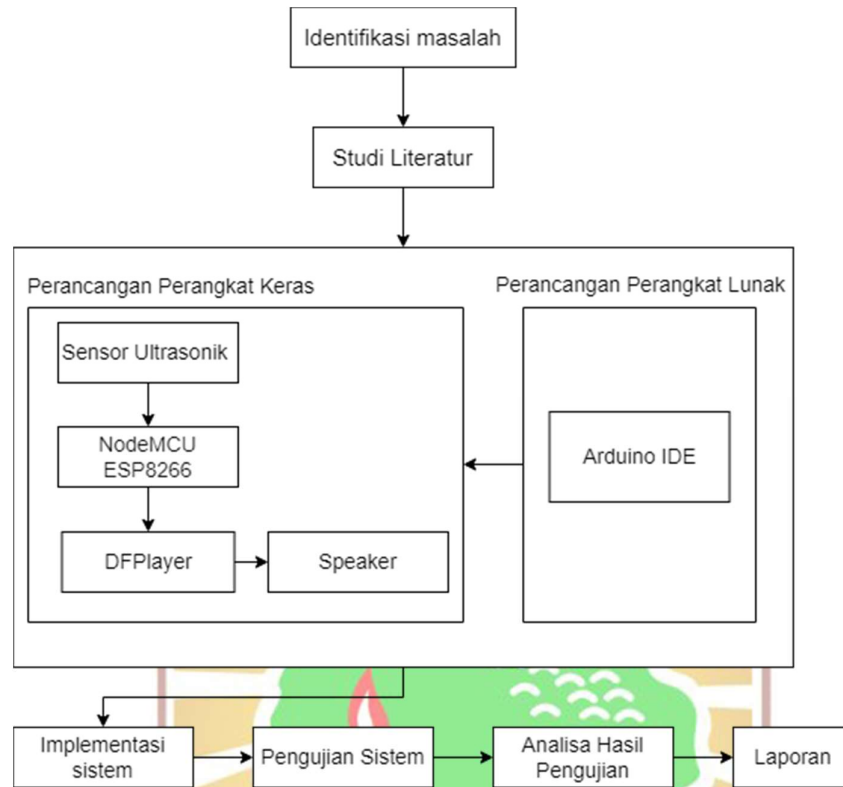 Identifikasi masalah
Studi Literatur
Perancangan Perangkat Keras
Sensor Ultrasonik
NodeMCU
ESP8266
DFPlayer
Speaker
Perancangan Perangkat Lunak
Arduino IDE
Implementasi
sistem
Pengujian Sistem
Analisa Hasil
Pengujian
Laporan